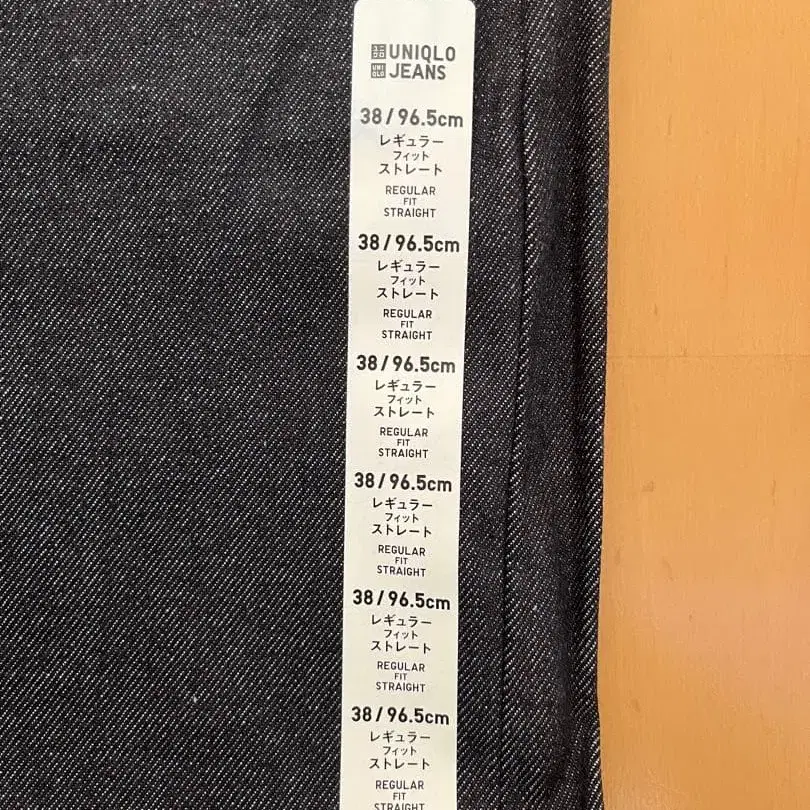 UNIQLO
JEANS
38/96.5cm
レギュラー
フィット
ストレート
REGULAR
FIT
STRAIGHT
38/96.5cm
レギュラー
フィット
ストレート
REGULAR
FIT
STRAIGHT
38/96.5cm
レギュラー
フィット
ストレート
REGULAR
FIT
STRAIGHT
38/96.5cm
レギュラー
フィット
ストレート
REGULAR
FIT
STRAIGHT
38/96.5cm
レギュラー
フィット
ストレート
REGULAR
FIT
STRAIGHT
38/96.5cm
レギュラー
フィット
ストレート
REGULAR
FIT
STRAIGHT